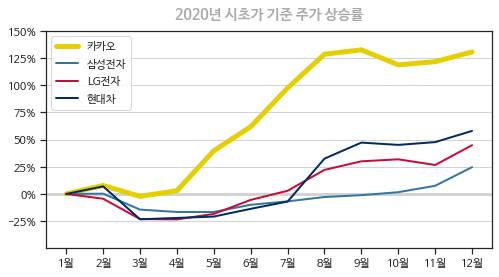 2020년 시초가 기준 주가 상승률
카카오
삼성전자
LG전자
현대차
150%
125%
100%
75%
50%
25%
0%
−25%
1월 2월 3월 4월 5월 6월 7월 8월 9월 10월 11월 12월